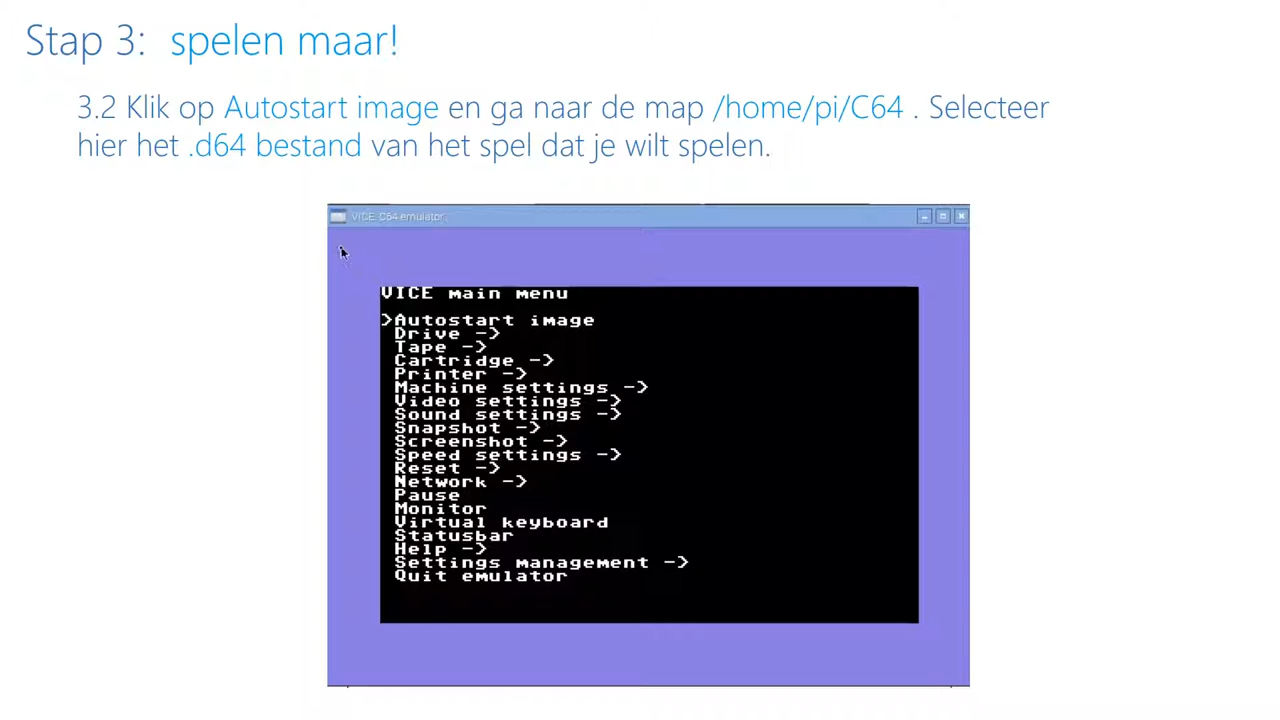 Stap 3: spelen maar!
3.2 Klik op Autostart image en ga naar de map /home/pi/C64 . Selecteer
hier het .d64 bestand van het spel dat je wilt spelen.
VICE: C64 emulator
VICE main menu
>Autostart image
Drive ->
Tape ->
Cartridge ->
Printer ->
Machine settings ->
Video settings ->
Sound settings ->
Snapshot ->
Screenshot ->
Speed settings ->
Reset ->
Network ->
Pause
Monitor
Virtual keyboard
Statusbar
Help ->
Settings management ->
Quit emulator